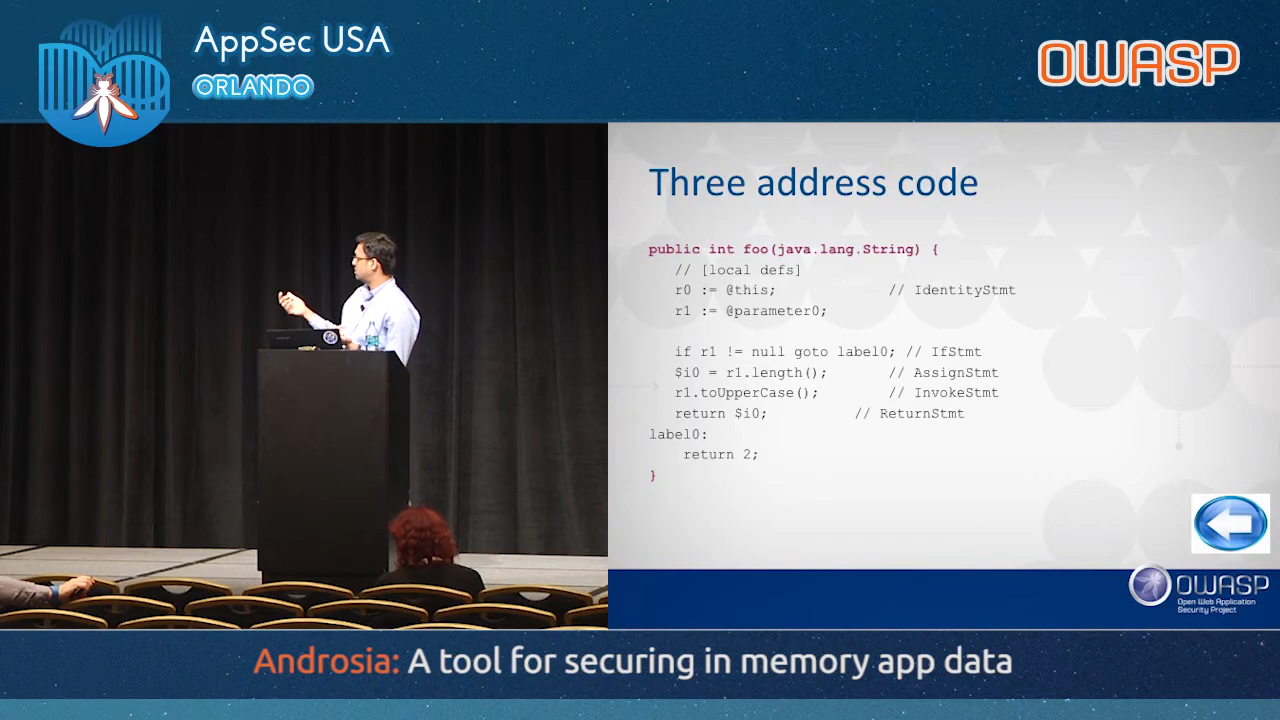 AppSec USA
ORLANDO
OWASP
Three address code
public int foo(java.lang.String) {
// [local defs]
r0 := @this; // IdentityStmt
r1 := @parameter0;
if r1 != null goto label0; // IfStmt
$i0 = r1.length(); // AssignStmt
r1.toUpperCase(); // InvokeStmt
return $i0; // ReturnStmt
label0:
return 2;
}
OWASP
Open Web Application
Security Project
Androsia: A tool for securing in memory app data